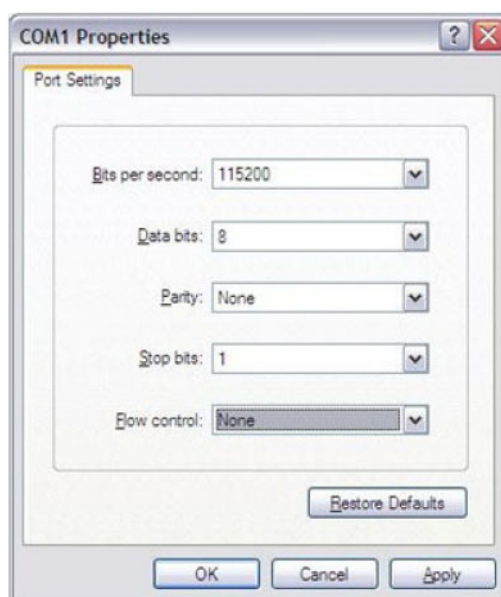 COM1 Properties
Port Settings
Bits per second: 115200
Data bits: 8
Parity: None
Stop bits: 1
Flow control: None
Restore Defaults
OK Cancel Apply